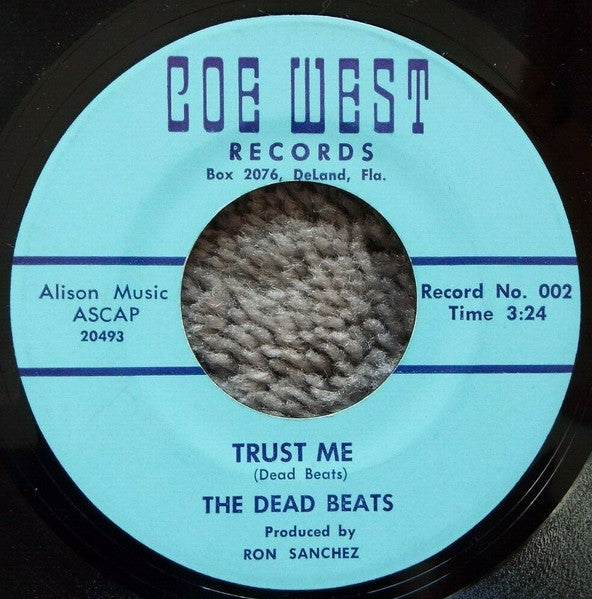 COE WEST
RECORDS
Box 2076, DeLand, Fla.
Alison Music
ASCAP
20493
Record No. 002
Time 3:24
TRUST ME
(Dead Beats)
THE DEAD BEATS
Produced by
RON SANCHEZ